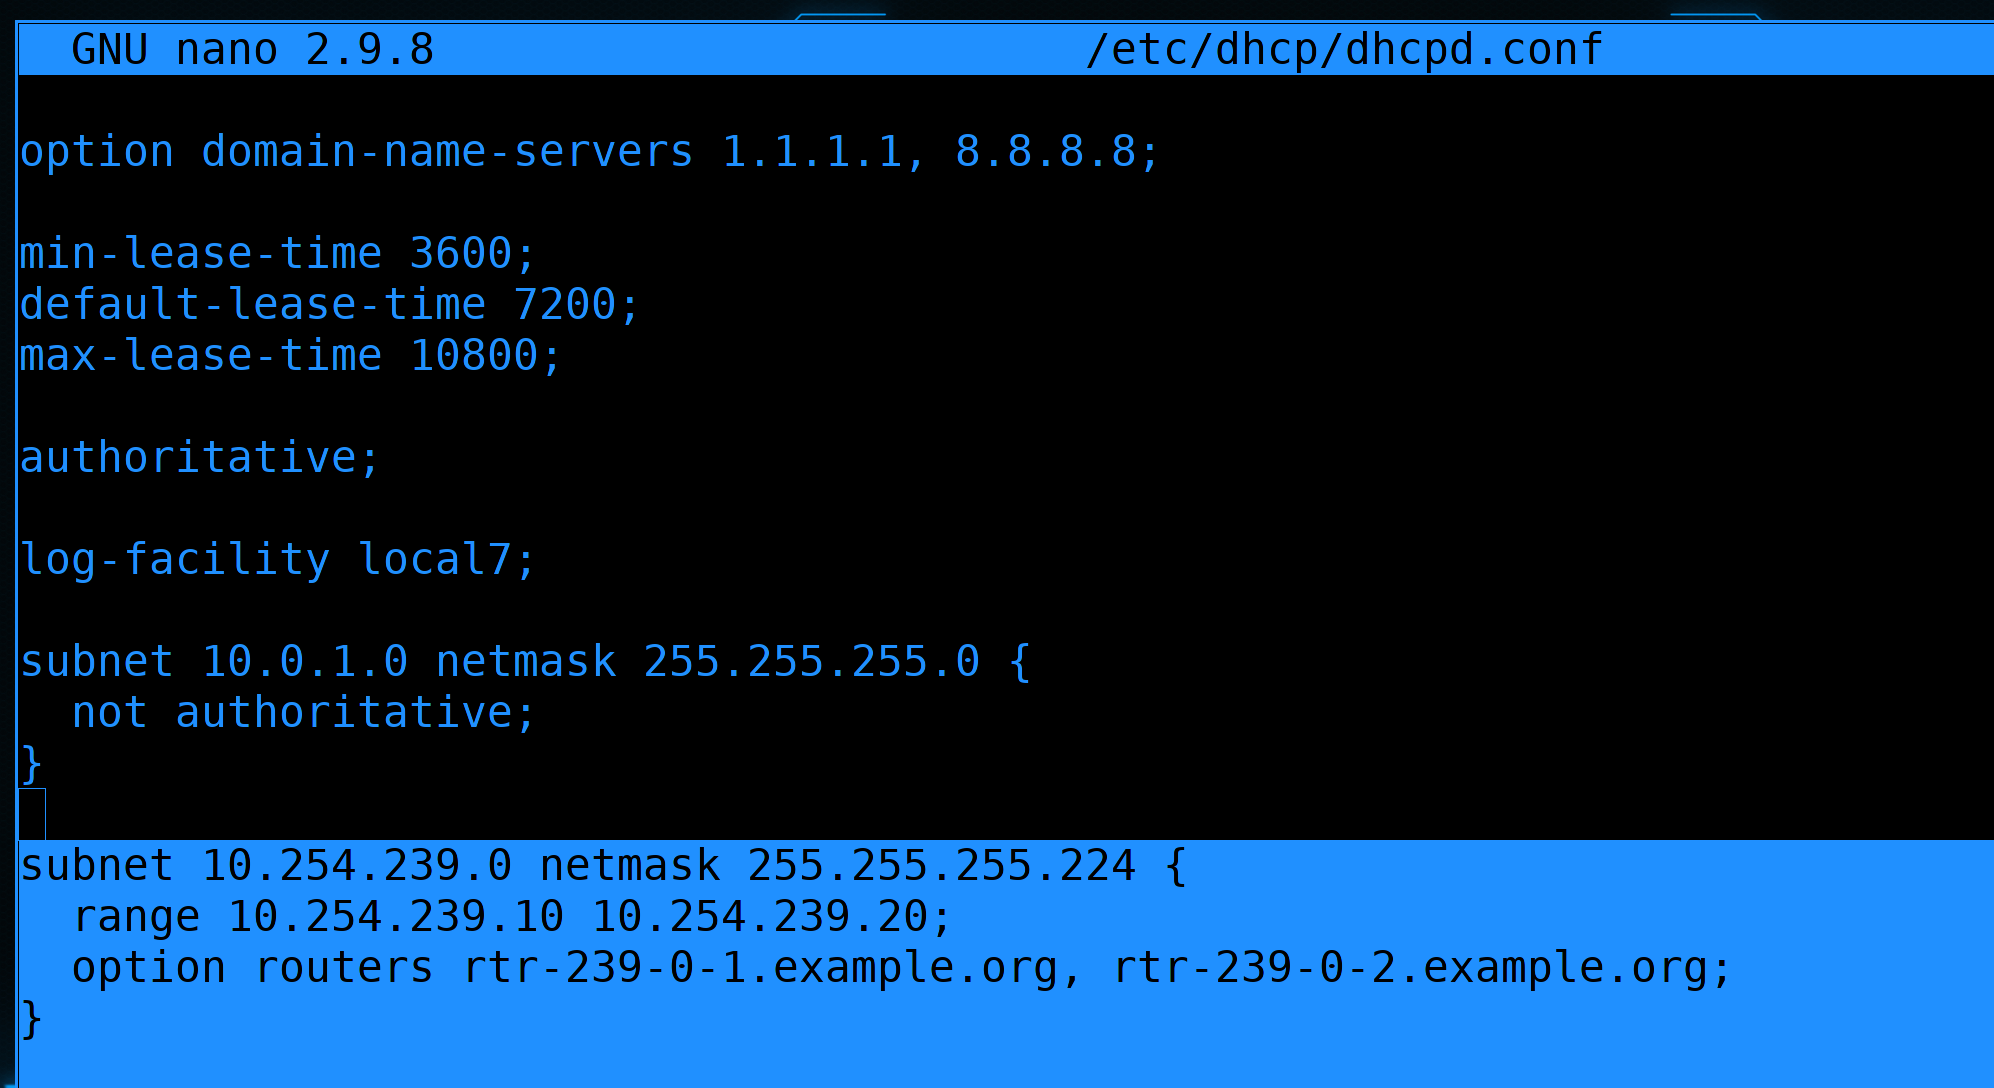 GNU nano 2.9.8 /etc/dhcp/dhcpd.conf
option domain-name-servers 1.1.1.1, 8.8.8.8;
min-lease-time 3600;
default-lease-time 7200;
max-lease-time 10800;
authoritative;
log-facility local7;
subnet 10.0.1.0 netmask 255.255.255.0 {
  not authoritative;
}
subnet 10.254.239.0 netmask 255.255.255.224 {
  range 10.254.239.10 10.254.239.20;
  option routers rtr-239-0-1.example.org, rtr-239-0-2.example.org;
}